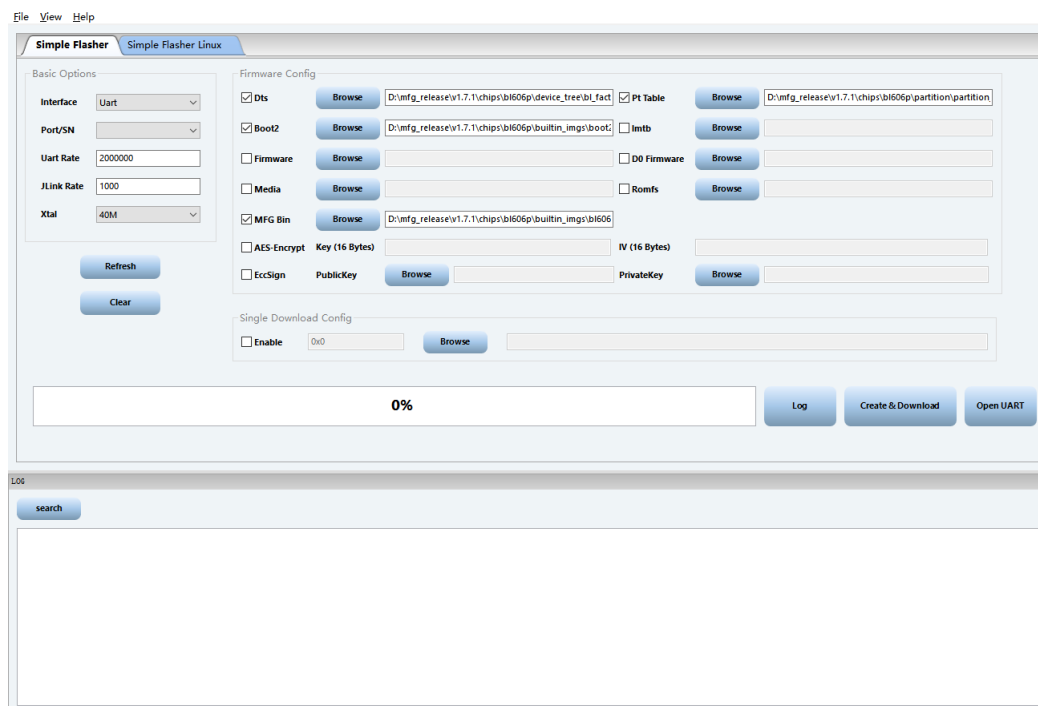 File View Help
Simple Flasher Simple Flasher Linux
Basic Options
Interface Uart
Port/SN
Uart Rate 2000000
JLink Rate 1000
Xtal 40M
Refresh
Clear
Firmware Config
Dts Browse D:\mfg_release\v1.7.1\chips\bl606p\device_tree\bl_fact Pt Table Browse D:\mfg_release\v1.7.1\chips\bl606p\partition\partition_
Boot2 Browse D:\mfg_release\v1.7.1\chips\bl606p\builtin_imgs\boot2 Imtb Browse
Firmware Browse D0 Firmware Browse
Media Browse Romfs Browse
MFG Bin Browse D:\mfg_release\v1.7.1\chips\bl606p\builtin_imgs\bl606
AES-Encrypt Key (16 Bytes) IV (16 Bytes)
EccSign PublicKey Browse PrivateKey Browse
Single Download Config
Enable 0x0 Browse
0% Log Create & Download Open UART
LOG
search